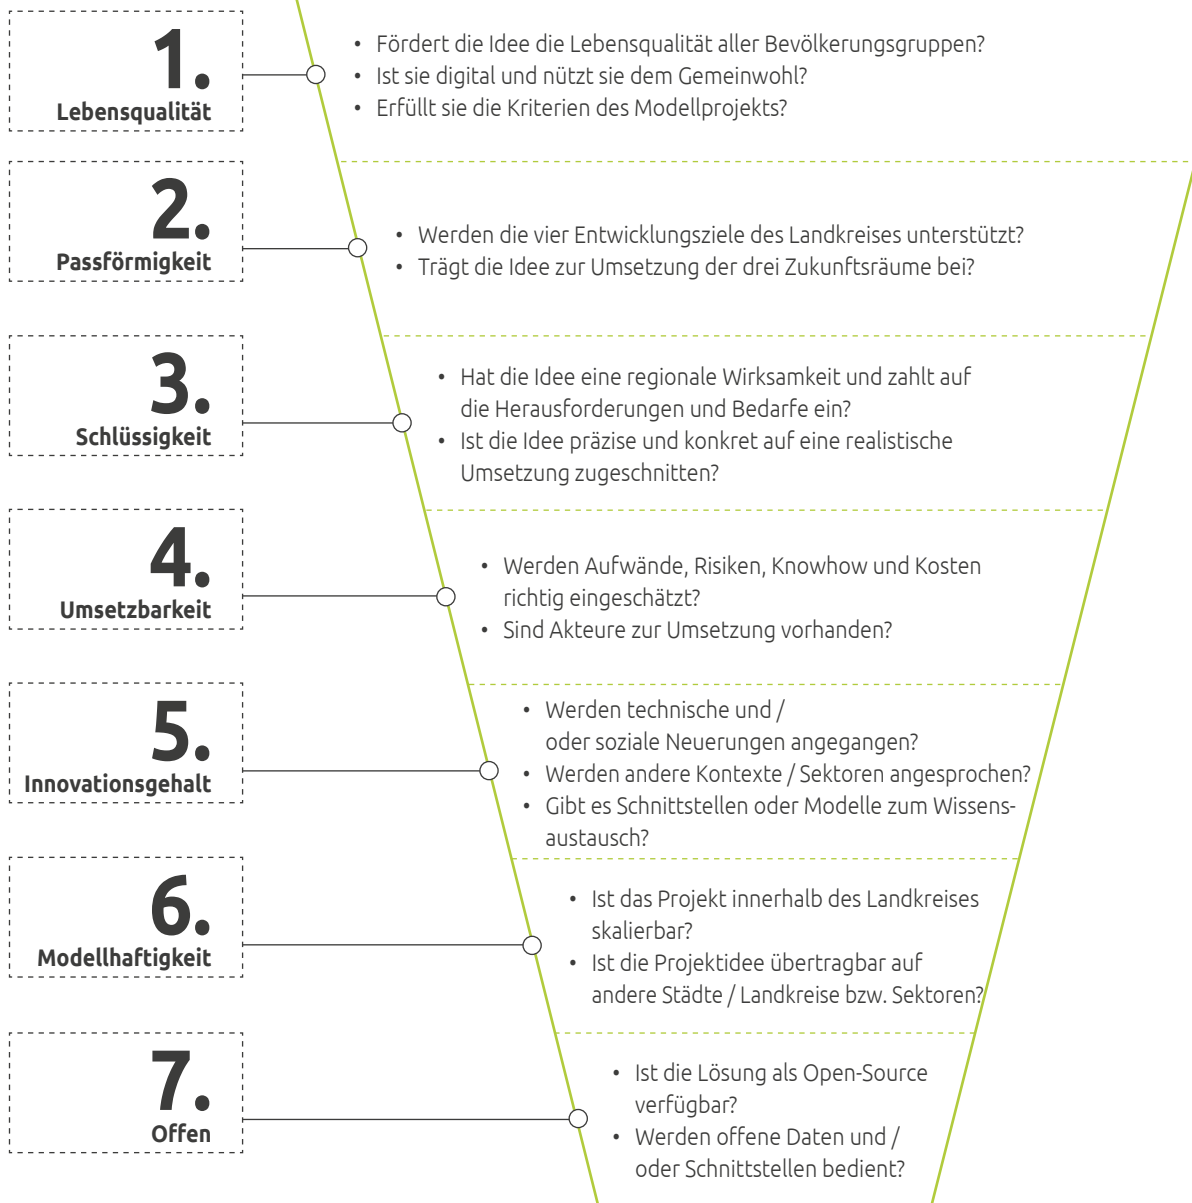 1.
Lebensqualität
• Fördert die Idee die Lebensqualität aller Bevölkerungsgruppen?
• Ist sie digital und nützt sie dem Gemeinwohl?
• Erfüllt sie die Kriterien des Modellprojekts?
2.
Passförmigkeit
• Werden die vier Entwicklungsziele des Landkreises unterstützt?
• Trägt die Idee zur Umsetzung der drei Zukunftsräume bei?
3.
Schlüssigkeit
• Hat die Idee eine regionale Wirksamkeit und zahlt auf
die Herausforderungen und Bedarfe ein?
• Ist die Idee präzise und konkret auf eine realistische
Umsetzung zugeschnitten?
4.
Umsetzbarkeit
• Werden Aufwände, Risiken, Knowhow und Kosten
richtig eingeschätzt?
• Sind Akteure zur Umsetzung vorhanden?
5.
Innovationsgehalt
• Werden technische und /
oder soziale Neuerungen angegangen?
• Werden andere Kontexte / Sektoren angesprochen?
• Gibt es Schnittstellen oder Modelle zum Wissens-
austausch?
6.
Modellhaftigkeit
• Ist das Projekt innerhalb des Landkreises
skalierbar?
• Ist die Projektidee übertragbar auf
andere Städte / Landkreise bzw. Sektoren?
7.
Offen
• Ist die Lösung als Open-Source
verfügbar?
• Werden offene Daten und /
oder Schnittstellen bedient?